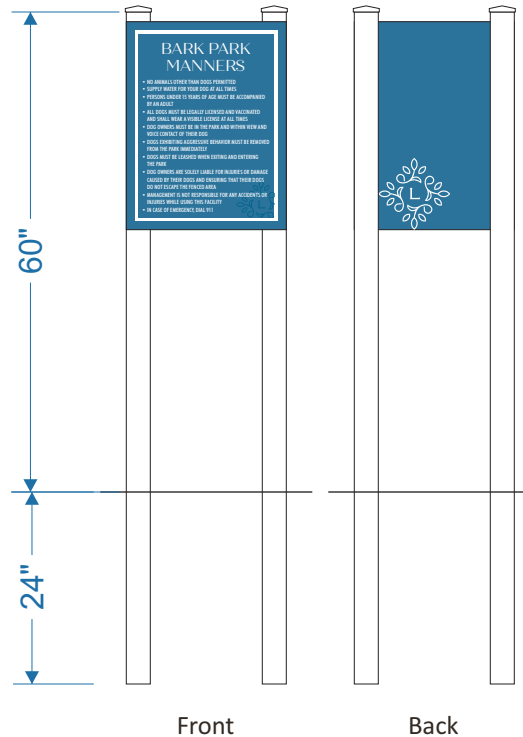 BARK PARK
MANNERS
• NO ANIMALS OTHER THAN DOGS PERMITTED
• SUPPLY WATER FOR YOUR DOG AT ALL TIMES
• PERSONS UNDER 15 YEARS OF AGE MUST BE ACCOMPANIED
BY AN ADULT
• ALL DOGS MUST BE LEGALLY LICENSED AND VACCINATED
AND SHALL WEAR A VISIBLE LICENSE AT ALL TIMES
• DOG OWNERS MUST BE IN THE PARK AND WITHIN VIEW AND
VOICE CONTACT OF THEIR DOG
• DOGS EXHIBITING AGGRESSIVE BEHAVIOR MUST BE REMOVED
FROM THE PARK IMMEDIATELY
• DOGS MUST BE LEASHED WHEN EXITING AND ENTERING
THE PARK
• DOG OWNERS ARE SOLELY LIABLE FOR INJURIES OR DAMAGE
CAUSED BY THEIR DOGS AND ENSURING THAT THEIR DOGS
DO NOT ESCAPE THE FENCED AREA
• MANAGEMENT IS NOT RESPONSIBLE FOR ANY ACCIDENTS OR
INJURIES WHILE USING THIS FACILITY
• IN CASE OF EMERGENCY, DIAL 911
L
L
60"
24"
Front
Back